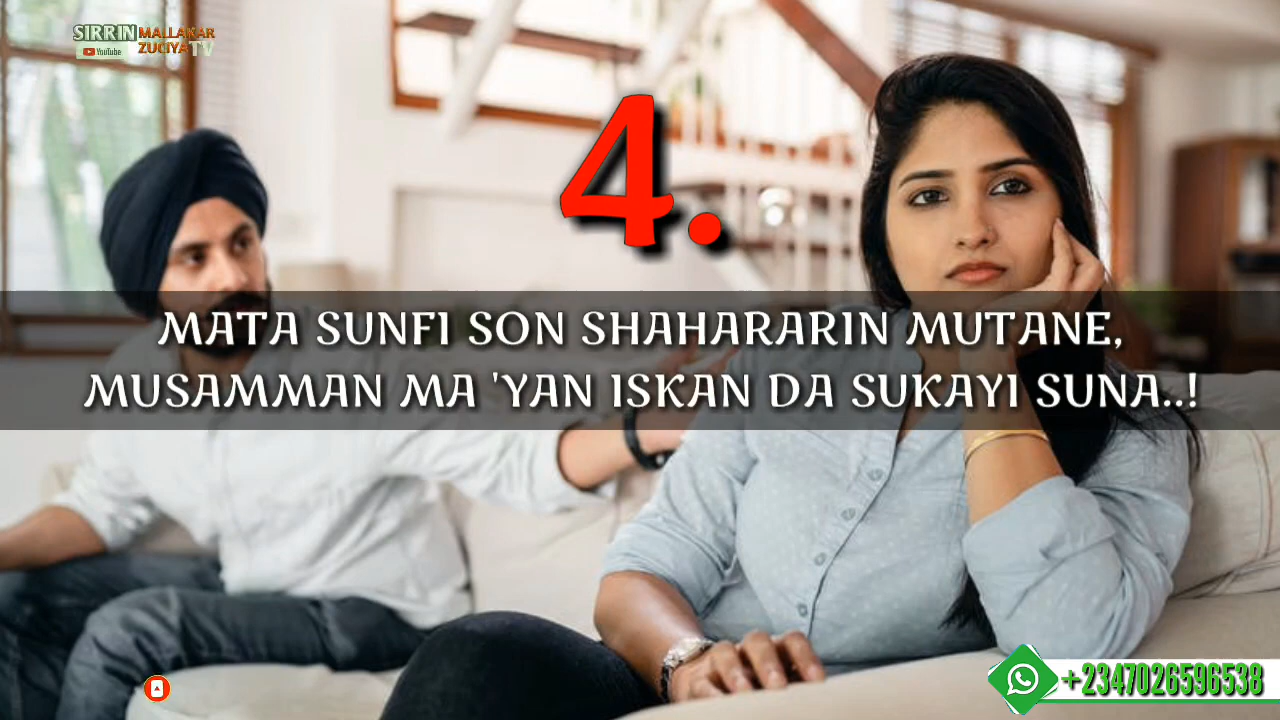 SIRRIN MALLAKAR
YouTube ZUCIYA TV
4.
MATA SUNFI SON SHAHARARIN MUTANE,
MUSAMMAN MA 'YAN ISKAN DA SUKAYI SUNA..!
+2347026596538